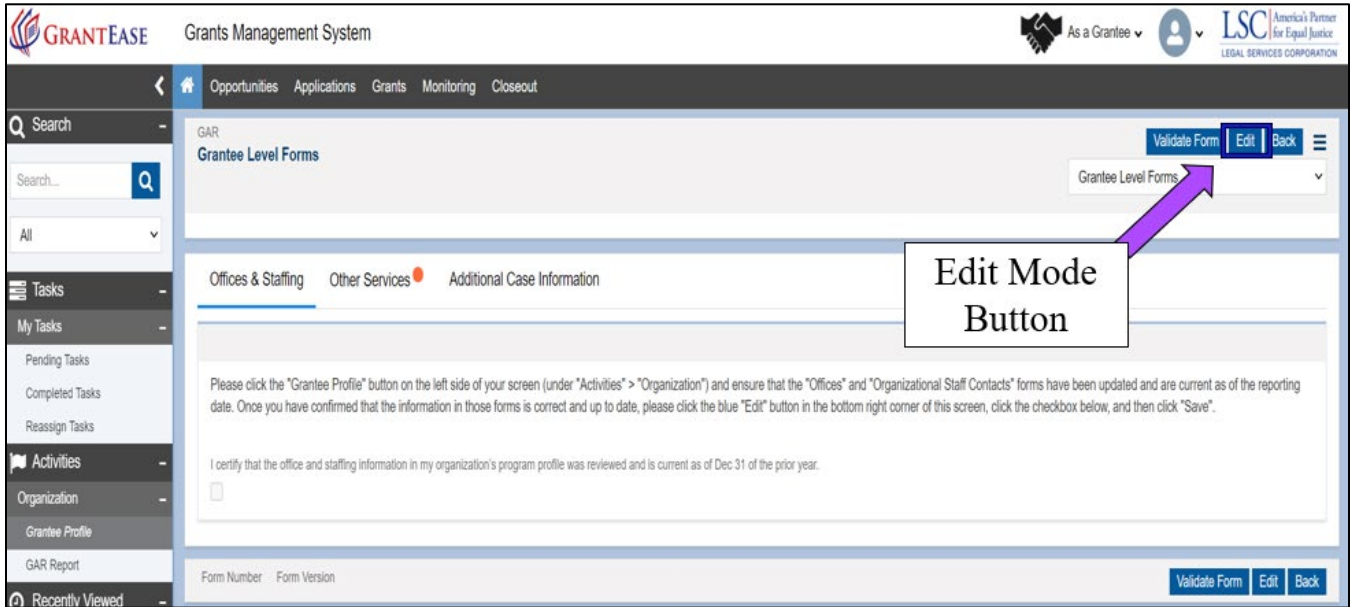 GRANTEASE Grants Management System As a Grantee LSC America's Partner
for Equal Justice
LEGAL SERVICES CORPORATION
Opportunities Applications Grants Monitoring Closeout
Search
Search...
All
Tasks
My Tasks
Pending Tasks
Completed Tasks
Reassign Tasks
Activities
Organization
Grantee Profile
GAR Report
Recently Viewed
GAR
Grantee Level Forms
Validate Form Edit Back
Grantee Level Forms
Edit Mode
Button
Offices & Staffing Other Services Additional Case Information
Please click the "Grantee Profile" button on the left side of your screen (under "Activities" > "Organization") and ensure that the "Offices" and "Organizational Staff Contacts" forms have been updated and are current as of the reporting
date. Once you have confirmed that the information in those forms is correct and up to date, please click the blue "Edit" button in the bottom right corner of this screen, click the checkbox below, and then click "Save".
I certify that the office and staffing information in my organization's program profile was reviewed and is current as of Dec 31 of the prior year.
Form Number Form Version
Validate Form Edit Back